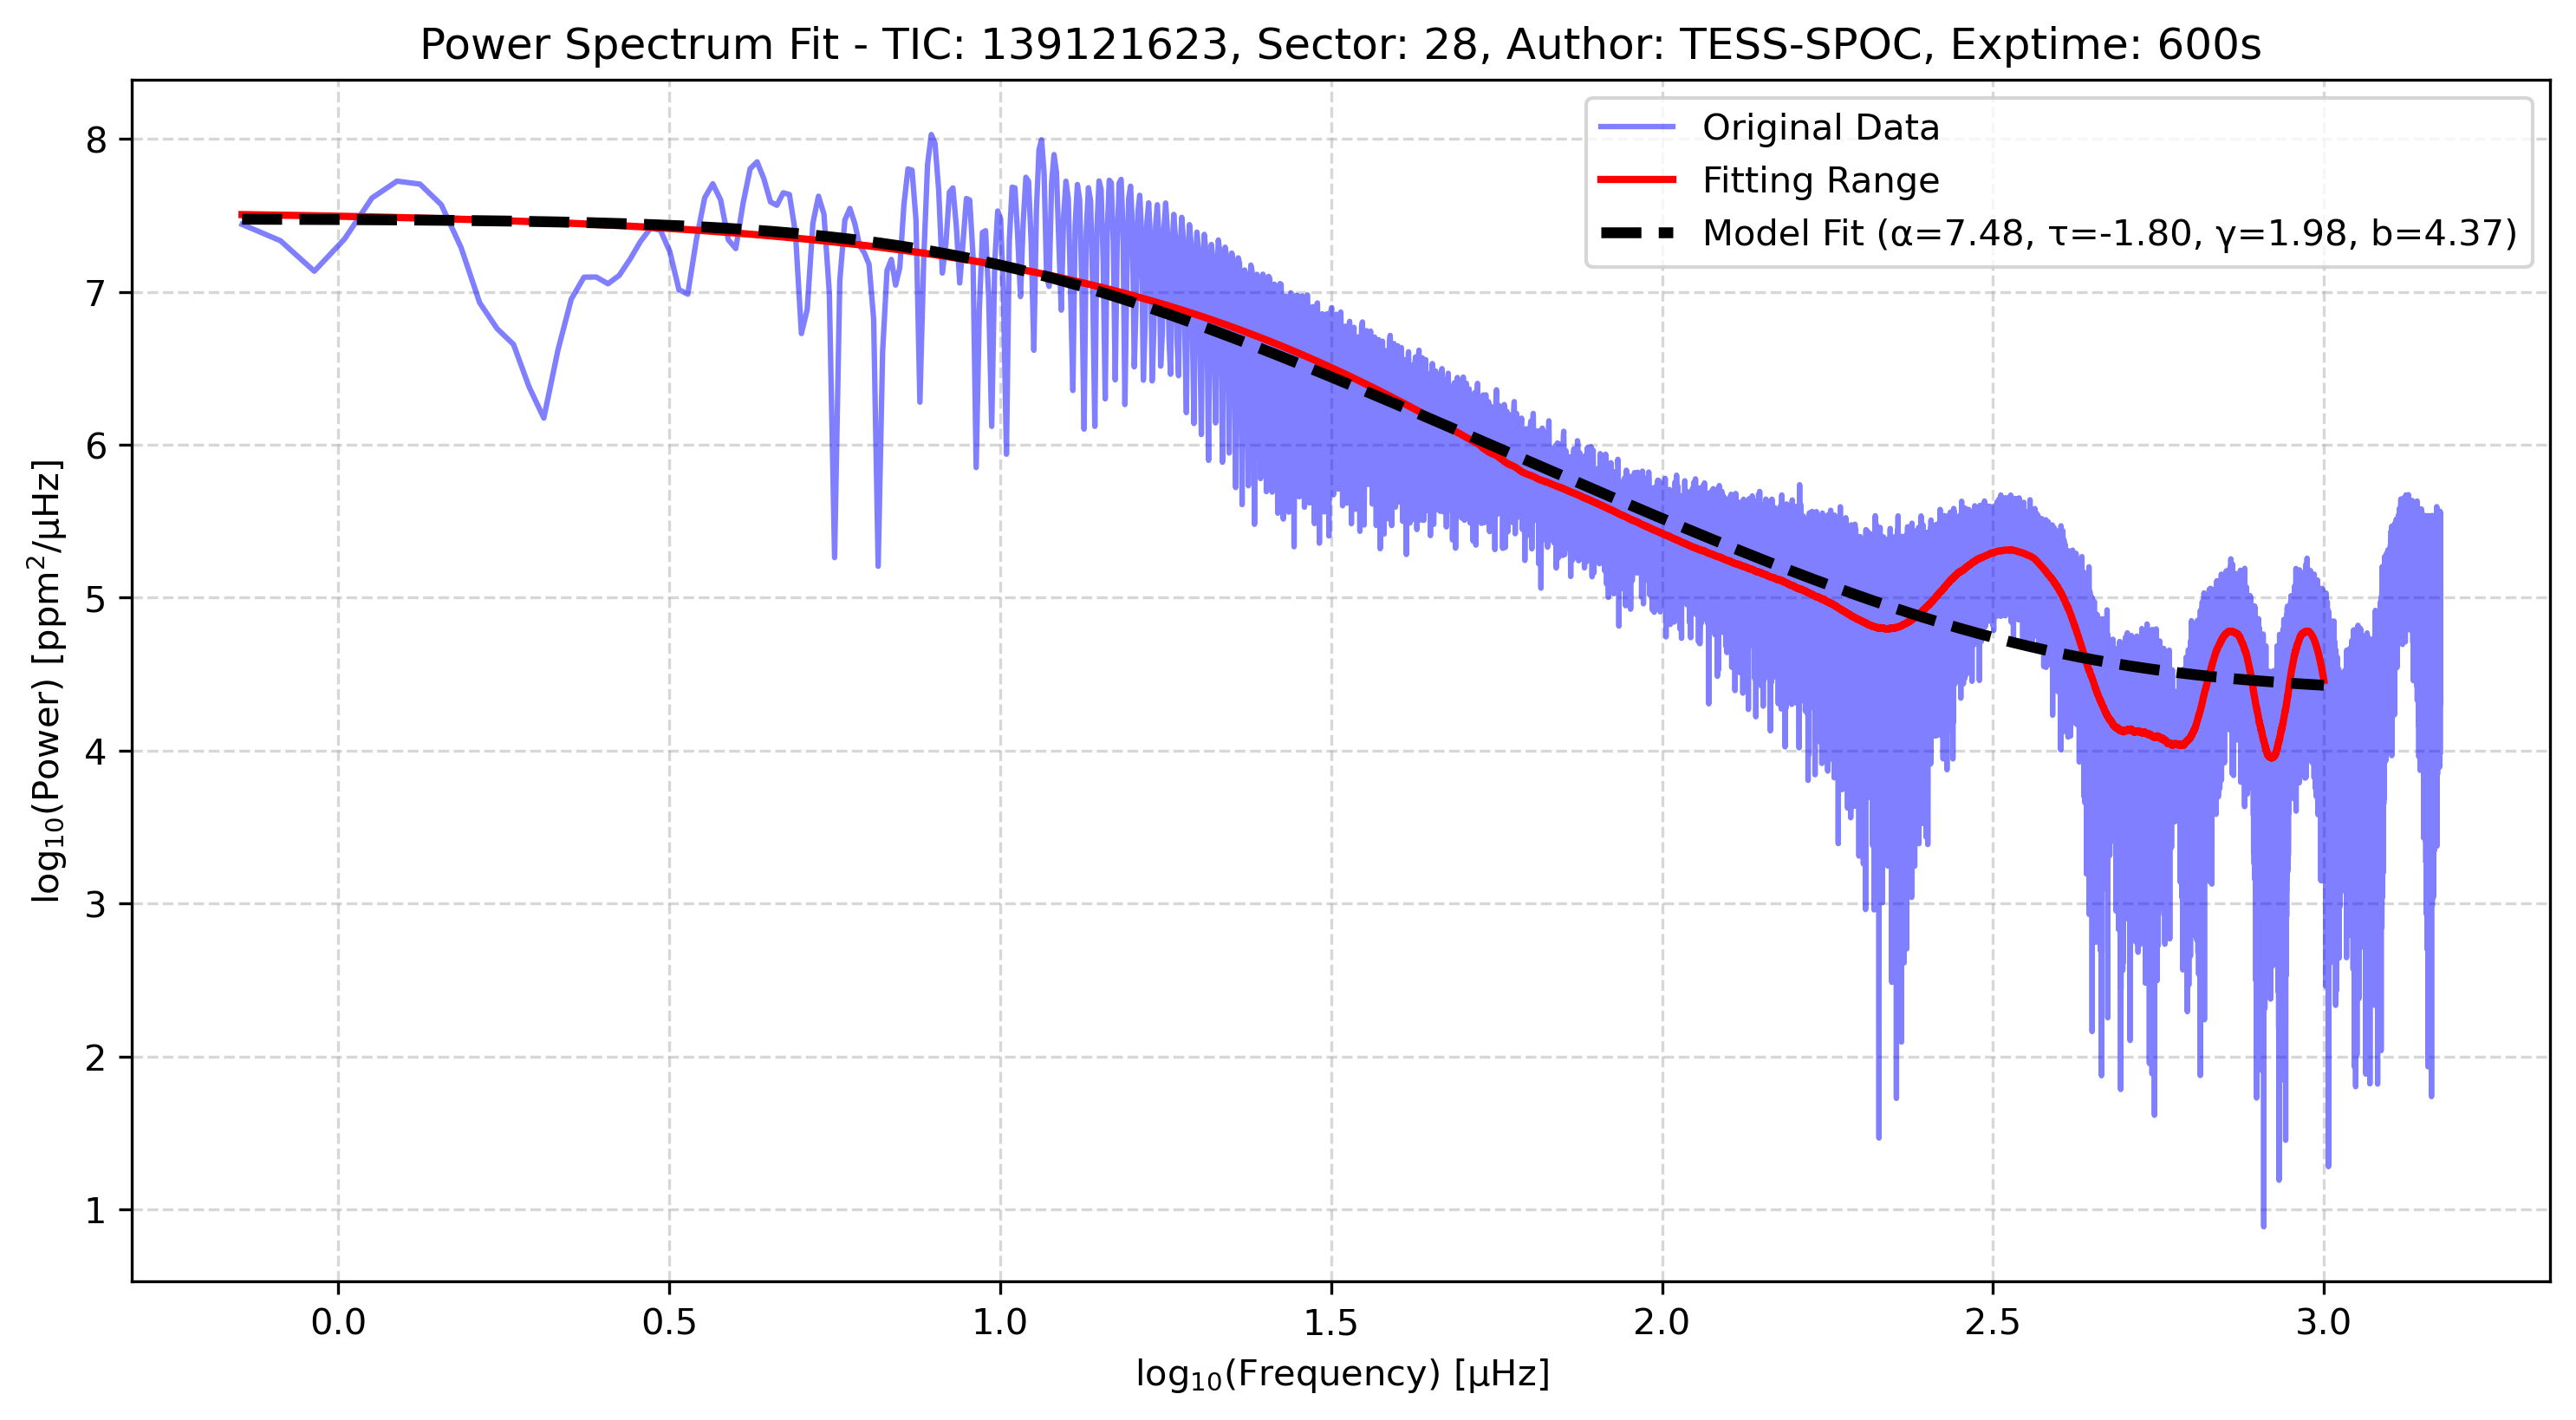 Power Spectrum Fit - TIC: 139121623, Sector: 28, Author: TESS-SPOC, Exptime: 600s
Original Data
Fitting Range
Model Fit (α=7.48, τ=-1.80, γ=1.98, b=4.37)
log₁₀(Power) [ppm²/μHz]
8
7
6
5
4
3
2
1
0.0 0.5 1.0 1.5 2.0 2.5 3.0
log₁₀(Frequency) [μHz]